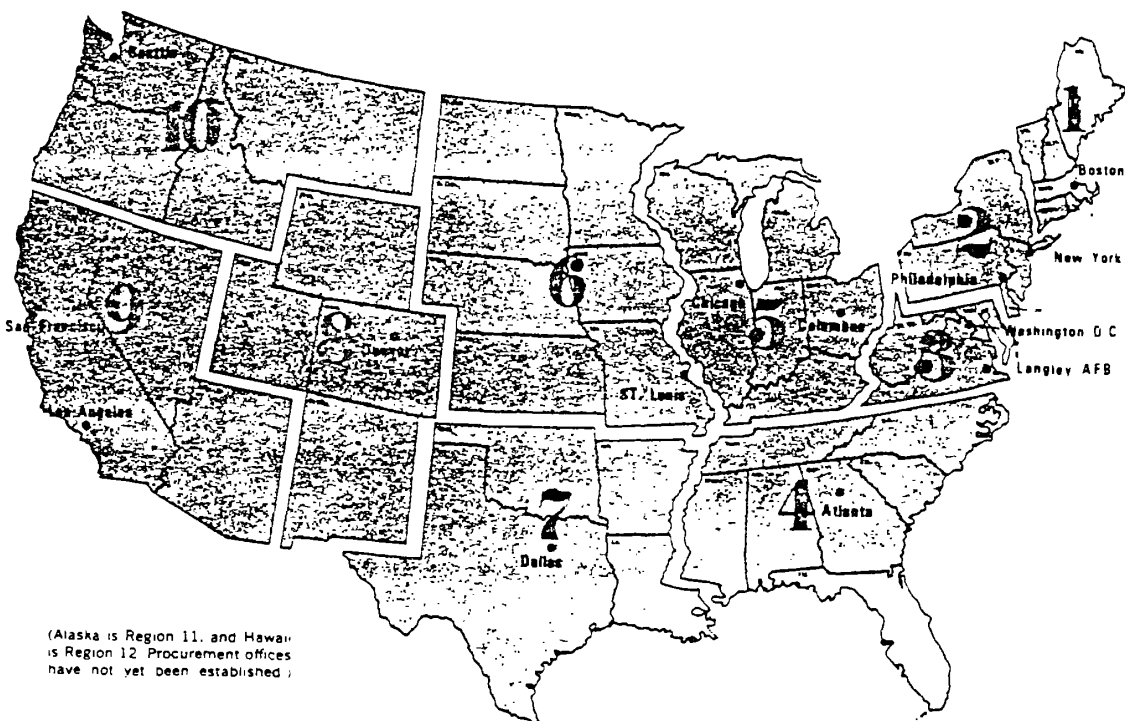 Seattle
10
1
Boston
2
New York
Philadelphia
6
Chicago
5
Columbus
Washington D C
3
Langley AFB
9
San Francisco
8
Denver
ST. Louis
Los Angeles
7
Dallas
4
Atlanta
(Alaska is Region 11, and Hawaii
is Region 12 Procurement offices
have not yet been established )